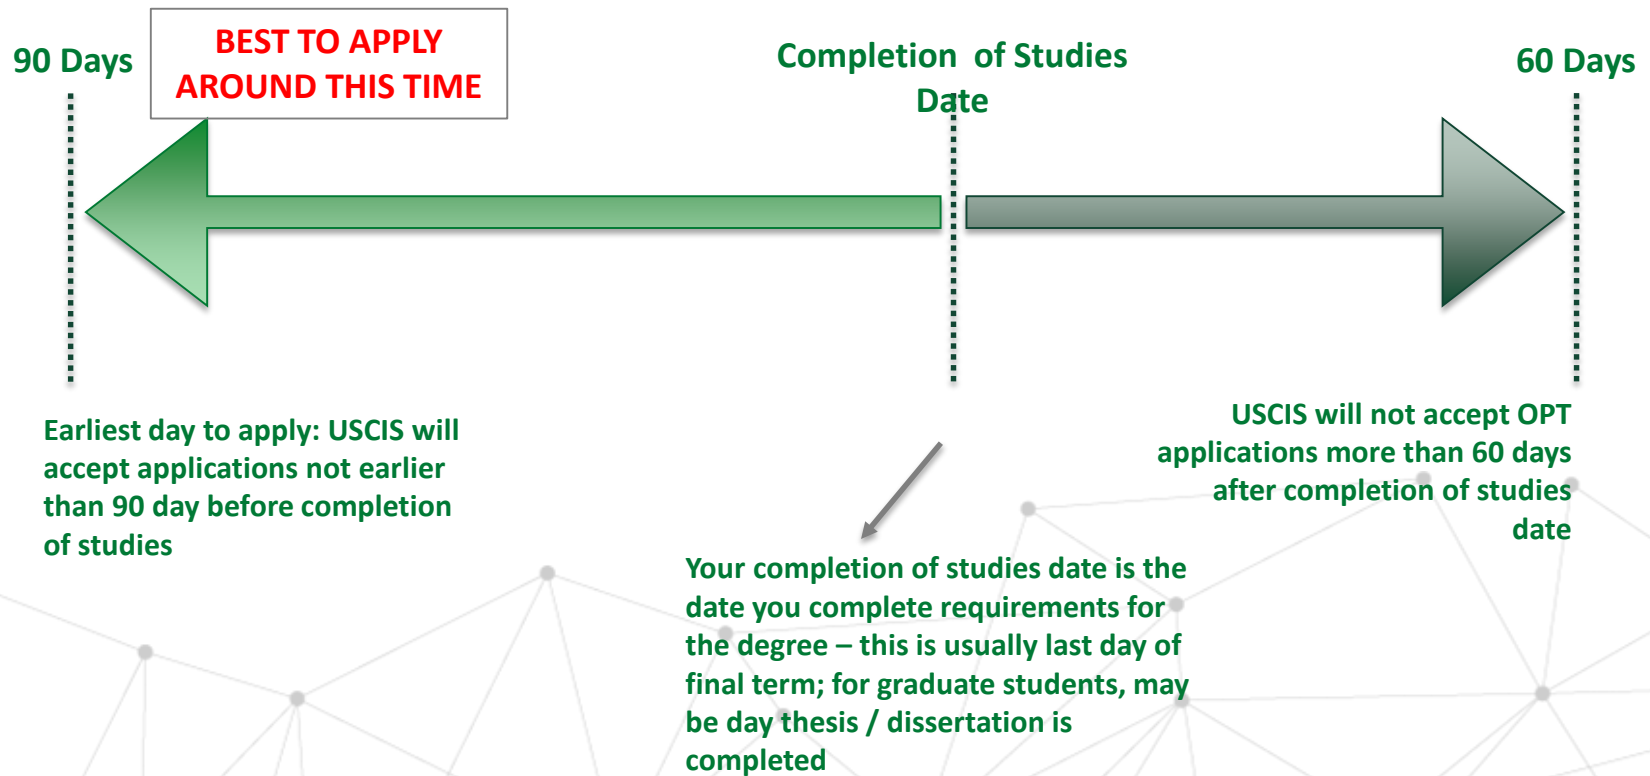 90 Days
BEST TO APPLY
AROUND THIS TIME
Completion of Studies
Date
60 Days
Earliest day to apply: USCIS will
accept applications not earlier
than 90 day before completion
of studies
Your completion of studies date is the
date you complete requirements for
the degree – this is usually last day of
final term; for graduate students, may
be day thesis / dissertation is
completed
USCIS will not accept OPT
applications more than 60 days
after completion of studies
date